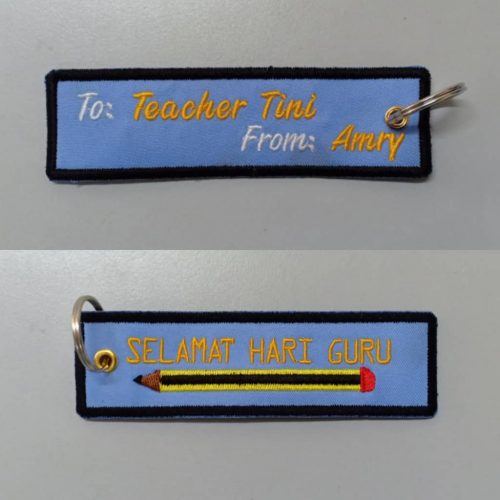 To: Teacher Tini
From: Amry
SELAMAT HARI GURU